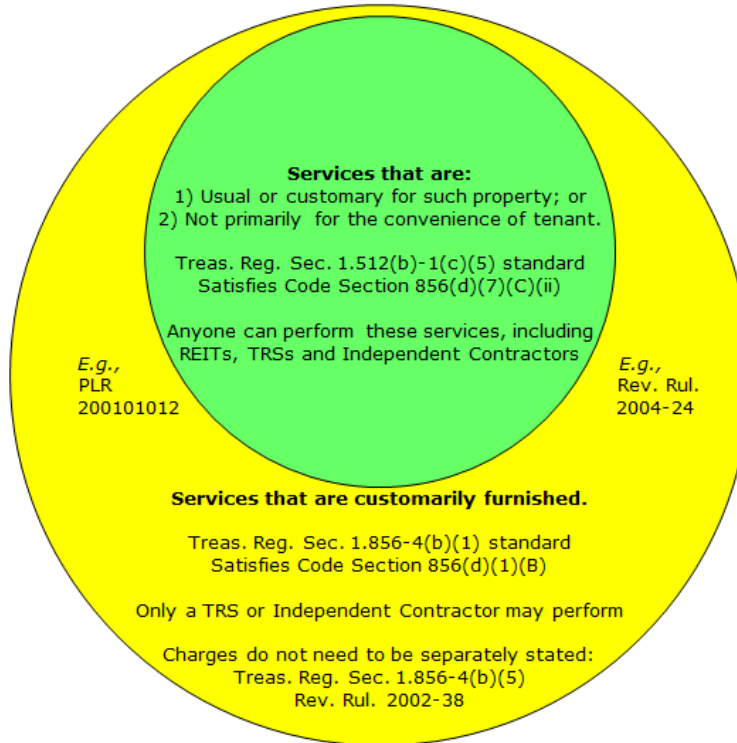 Services that are:
1) Usual or customary for such property; or
2) Not primarily for the convenience of tenant.
Treas. Reg. Sec. 1.512(b)-1(c)(5) standard
Satisfies Code Section 856(d)(7)(C)(ii)
Anyone can perform these services, including
REITs, TRSs and Independent Contractors
E.g.,
PLR
200101012
E.g.,
Rev. Rul.
2004-24
Services that are customarily furnished.
Treas. Reg. Sec. 1.856-4(b)(1) standard
Satisfies Code Section 856(d)(1)(B)
Only a TRS or Independent Contractor may perform
Charges do not need to be separately stated:
Treas. Reg. Sec. 1.856-4(b)(5)
Rev. Rul. 2002-38